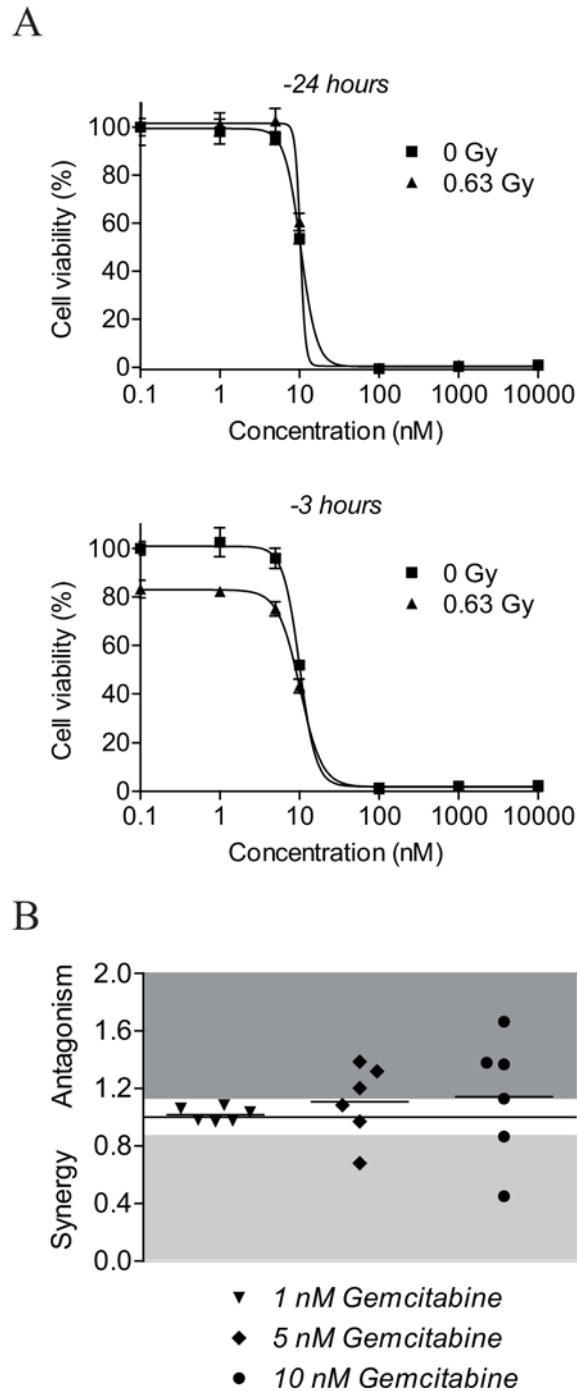 A
-24 hours
Cell viability (%)
100
80
60
40
20
0
0 Gy
0.63 Gy
0.1 1 10 100 1000 10000
Concentration (nM)
-3 hours
Cell viability (%)
100
80
60
40
20
0
0 Gy
0.63 Gy
0.1 1 10 100 1000 10000
Concentration (nM)
B
Antagonism
Synergy
2.0
1.6
1.2
0.8
0.4
0.0
1 nM Gemcitabine
5 nM Gemcitabine
10 nM Gemcitabine